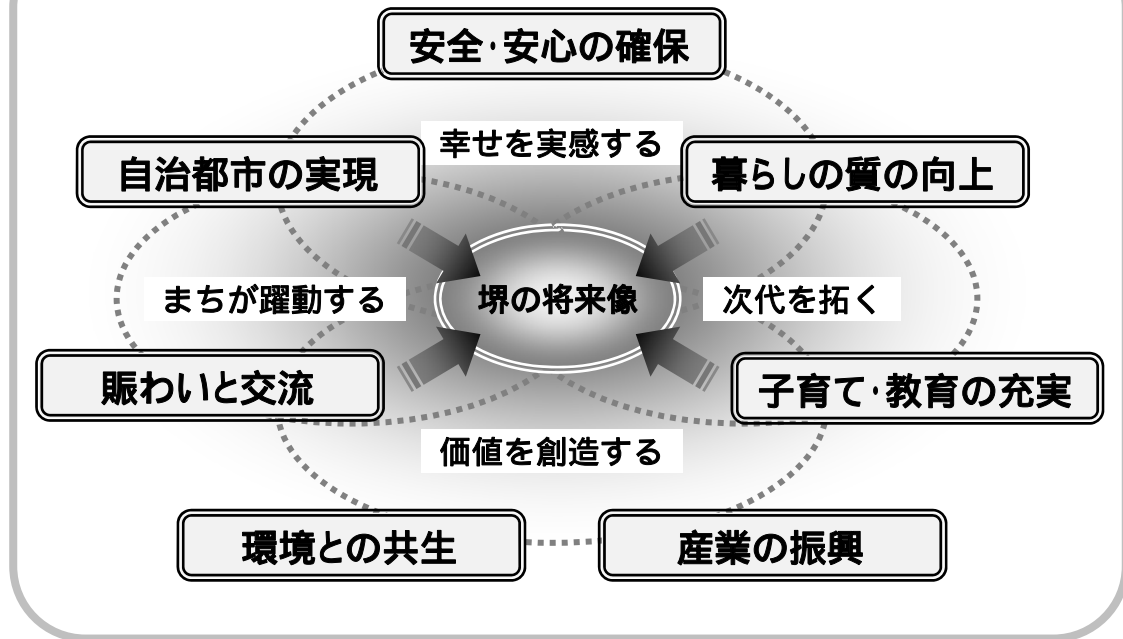 安全・安心の確保
幸せを実感する
自治都市の実現
暮らしの質の向上
まちが躍動する
堺の将来像
次代を拓く
賑わいと交流
子育て・教育の充実
価値を創造する
環境との共生
産業の振興